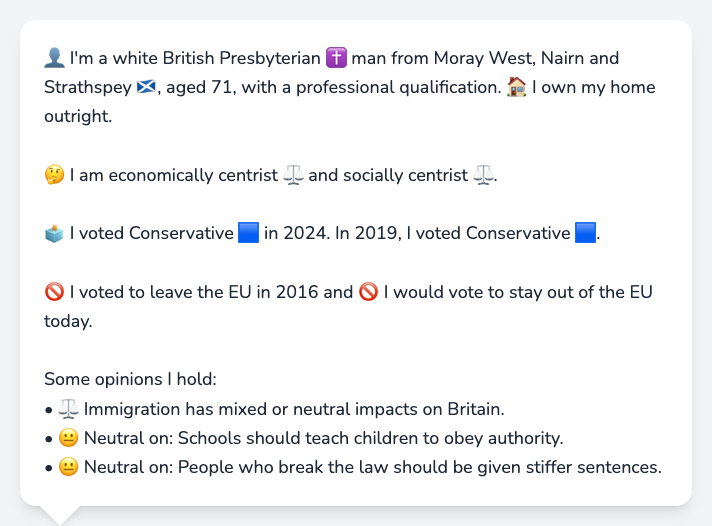 👤 I'm a white British Presbyterian ✝️ man from Moray West, Nairn and
Strathspey 🏴󠁧󠁢󠁳󠁣󠁴󠁿, aged 71, with a professional qualification. 🏠 I own my home
outright.
🤔 I am economically centrist ⚖️ and socially centrist ⚖️.
🗳️ I voted Conservative 🟦 in 2024. In 2019, I voted Conservative 🟦.
🚫 I voted to leave the EU in 2016 and 🚫 I would vote to stay out of the EU
today.
Some opinions I hold:
• ⚖️ Immigration has mixed or neutral impacts on Britain.
• 😐 Neutral on: Schools should teach children to obey authority.
• 😐 Neutral on: People who break the law should be given stiffer sentences.